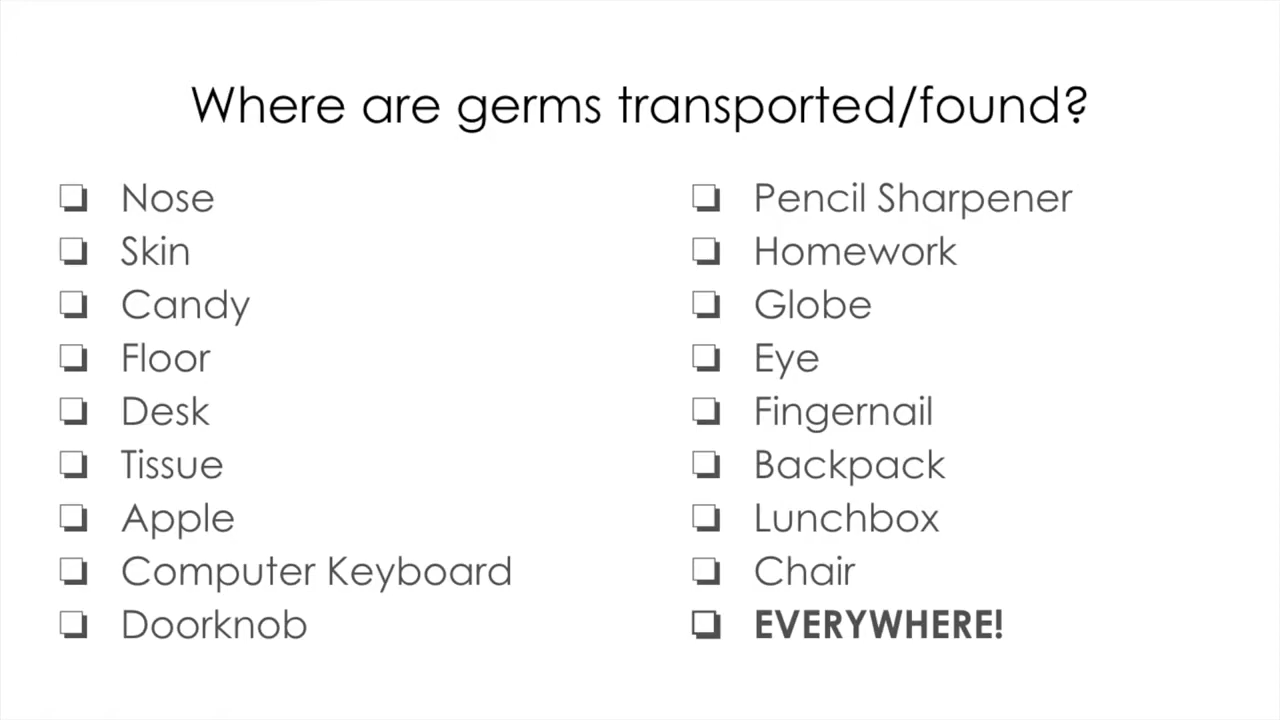 Where are germs transported/found?
Nose
Skin
Candy
Floor
Desk
Tissue
Apple
Computer Keyboard
Doorknob
Pencil Sharpener
Homework
Globe
Eye
Fingernail
Backpack
Lunchbox
Chair
EVERYWHERE!